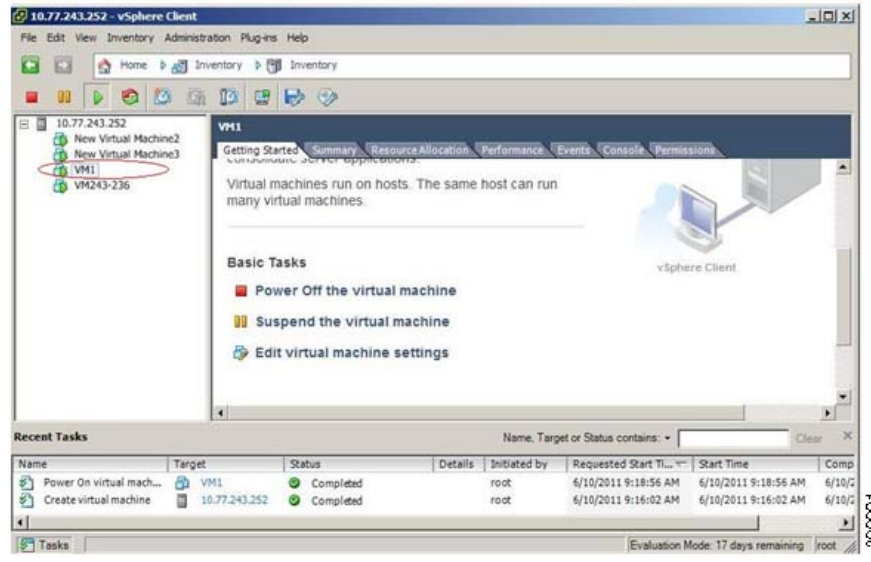 10.77.243.252 - vSphere Client
File Edit View Inventory Administration Plug-ins Help
Home Inventory Inventory
10.77.243.252
New Virtual Machine2
New Virtual Machine3
VM1
VM243-236
VM1
Getting Started Summary Resource Allocation Performance Events Console Permissions
consolidate server applications.
Virtual machines run on hosts. The same host can run
many virtual machines.
Basic Tasks
Power Off the virtual machine
Suspend the virtual machine
Edit virtual machine settings
vSphere Client
Recent Tasks Name, Target or Status contains: Clear
Name Target Status Details Initiated by Requested Start Ti... Start Time Comp
Power On virtual mach... VM1 Completed root 6/10/2011 9:18:56 AM 6/10/2011 9:18:56 AM 6/10/2
Create virtual machine 10.77.243.252 Completed root 6/10/2011 9:16:02 AM 6/10/2011 9:16:02 AM 6/10/2
Tasks Evaluation Mode: 17 days remaining root